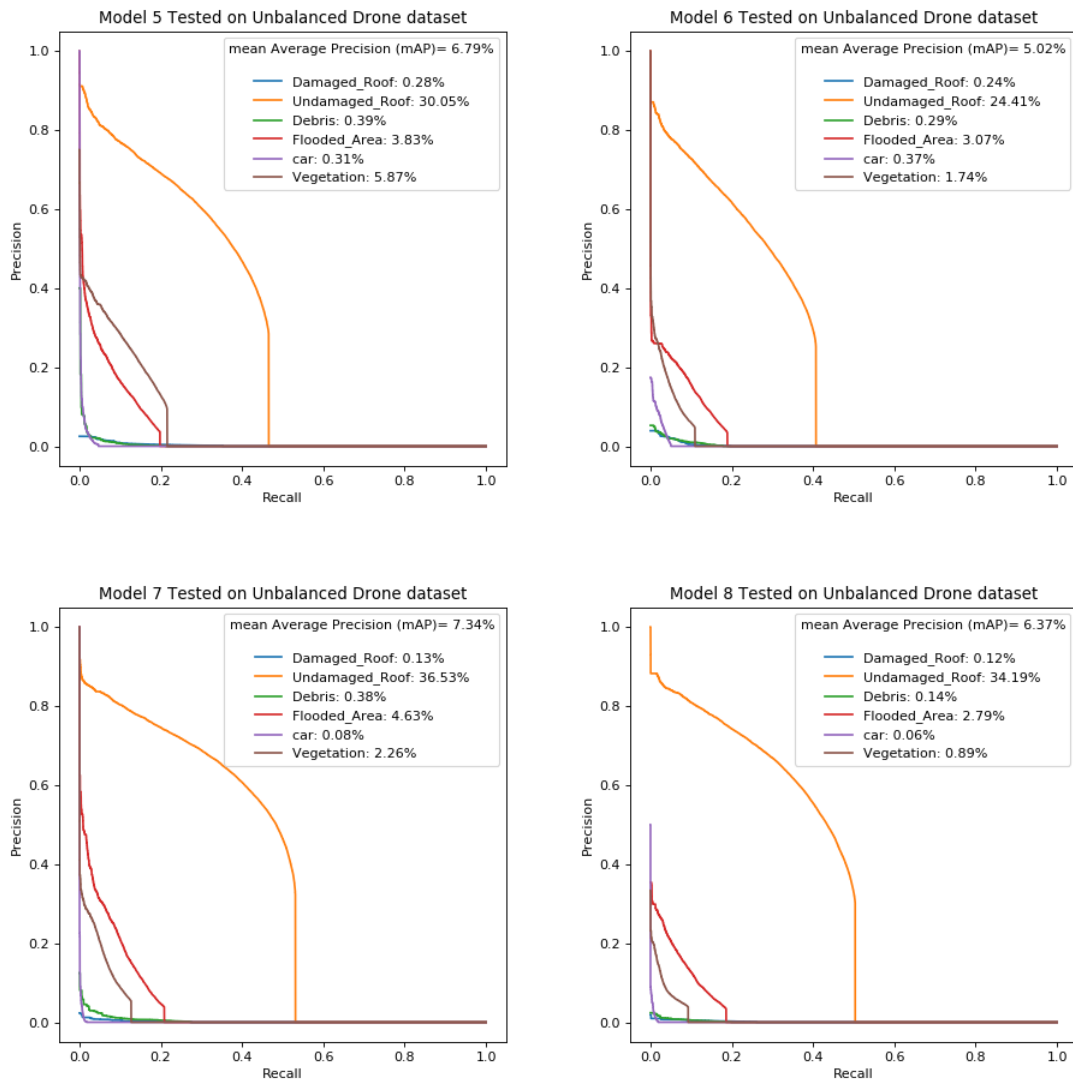 Model 5 Tested on Unbalanced Drone dataset
mean Average Precision (mAP)= 6.79%
Damaged_Roof: 0.28%
Undamaged_Roof: 30.05%
Debris: 0.39%
Flooded_Area: 3.83%
car: 0.31%
Vegetation: 5.87%
1.0
0.8
0.6
0.4
0.2
0.0
Precision
0.0 0.2 0.4 0.6 0.8 1.0
Recall
Model 6 Tested on Unbalanced Drone dataset
mean Average Precision (mAP)= 5.02%
Damaged_Roof: 0.24%
Undamaged_Roof: 24.41%
Debris: 0.29%
Flooded_Area: 3.07%
car: 0.37%
Vegetation: 1.74%
1.0
0.8
0.6
0.4
0.2
0.0
Precision
0.0 0.2 0.4 0.6 0.8 1.0
Recall
Model 7 Tested on Unbalanced Drone dataset
mean Average Precision (mAP)= 7.34%
Damaged_Roof: 0.13%
Undamaged_Roof: 36.53%
Debris: 0.38%
Flooded_Area: 4.63%
car: 0.08%
Vegetation: 2.26%
1.0
0.8
0.6
0.4
0.2
0.0
Precision
0.0 0.2 0.4 0.6 0.8 1.0
Recall
Model 8 Tested on Unbalanced Drone dataset
mean Average Precision (mAP)= 6.37%
Damaged_Roof: 0.12%
Undamaged_Roof: 34.19%
Debris: 0.14%
Flooded_Area: 2.79%
car: 0.06%
Vegetation: 0.89%
1.0
0.8
0.6
0.4
0.2
0.0
Precision
0.0 0.2 0.4 0.6 0.8 1.0
Recall